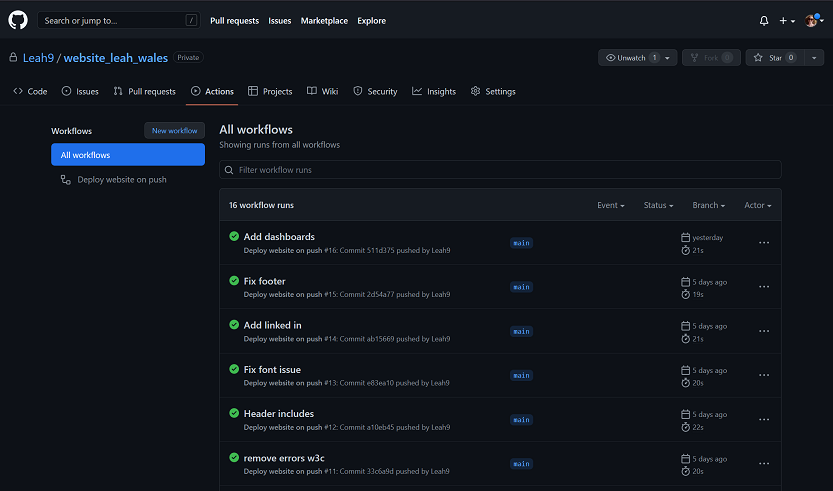 Search or jump to... /
Pull requests Issues Marketplace Explore
Leah9 / website_leah_wales Private
Unwatch 1 Fork 0 Star 0
Code Issues Pull requests Actions Projects Wiki Security Insights Settings
Workflows New workflow
All workflows
Deploy website on push
All workflows
Showing runs from all workflows
Filter workflow runs
16 workflow runs Event Status Branch Actor
Add dashboards main yesterday
Deploy website on push #16: Commit 511d375 pushed by Leah9 21s
Fix footer main 5 days ago
Deploy website on push #15: Commit 2d54a77 pushed by Leah9 19s
Add linked in main 5 days ago
Deploy website on push #14: Commit ab15669 pushed by Leah9 21s
Fix font issue main 5 days ago
Deploy website on push #13: Commit e83ea10 pushed by Leah9 20s
Header includes main 5 days ago
Deploy website on push #12: Commit a10eb45 pushed by Leah9 22s
remove errors w3c main 5 days ago
Deploy website on push #11: Commit 33c6a9d pushed by Leah9 20s